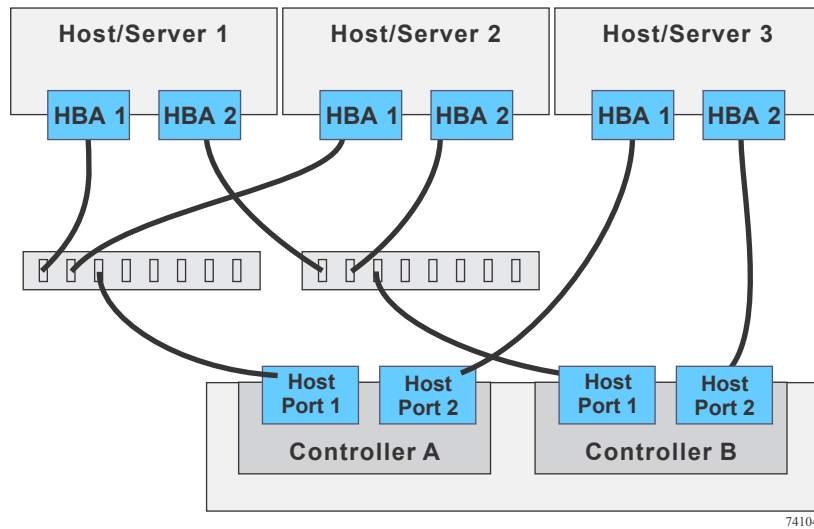 Host/Server 1
Host/Server 2
Host/Server 3
HBA 1
HBA 2
HBA 1
HBA 2
HBA 1
HBA 2
Host
Port 1
Host
Port 2
Host
Port 1
Host
Port 2
Controller A
Controller B
74104